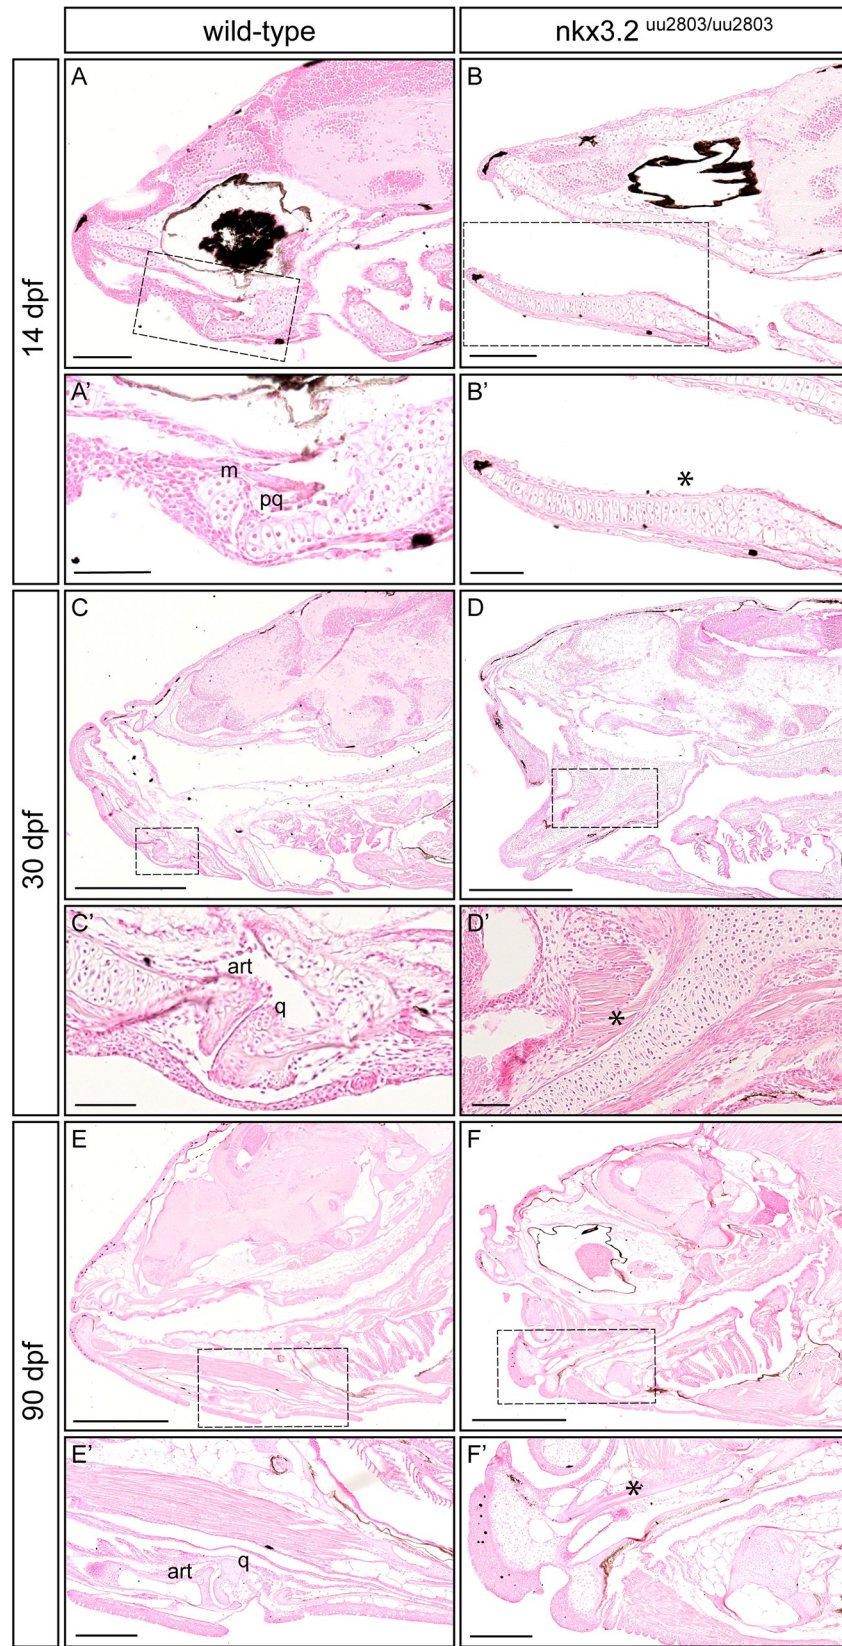 wild-type
nkx3.2 uu2803/uu2803
14 dpf
A
B
A'
m
pq
B'
*
30 dpf
C
D
C'
art
q
D'
*
90 dpf
E
F
E'
art
q
F'
*